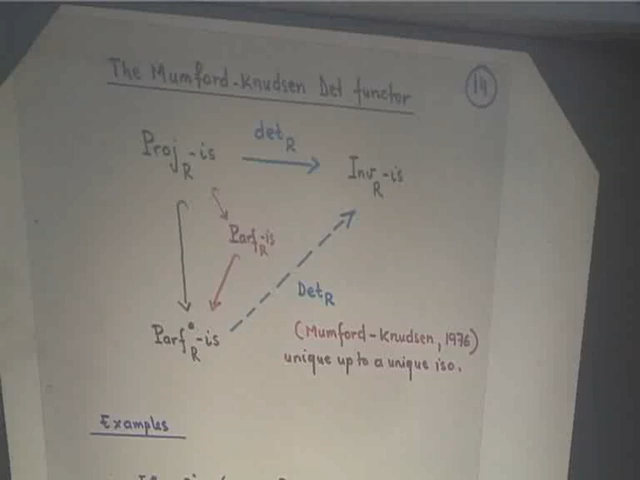 The Mumford-Knudsen Det functor
14
det_R
Proj_R-is
Inv_R-is
Parf_R-is
Det_R
Parf°_R-is
(Mumford-Knudsen, 1976)
unique up to a unique iso.
Examples